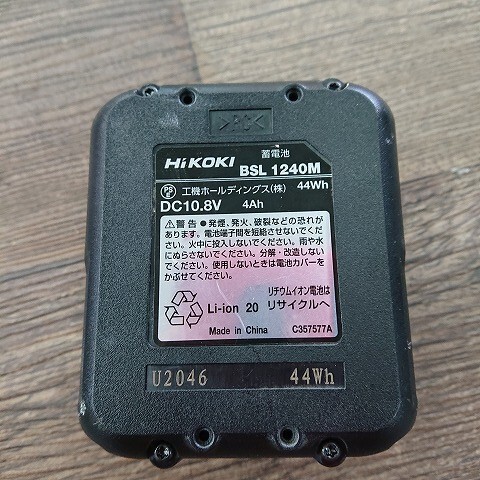 >PC<
HiKOKI
蓄電池
BSL 1240M
PS
E
工機ホールディングス(株)
44Wh
DC10.8V
4Ah
⚠警告 ●発煙、発火、破裂などの恐れが
あります。電池端子間を短絡させないでく
ださい。火中に投入しないでください。雨や水
にぬらさないでください。分解・改造しない
でください。使用しないときは電池カバーを
かぶせてください。
リチウムイオン電池は
Li-ion 20 リサイクルへ
Made in China
C357577A
U2046 44Wh